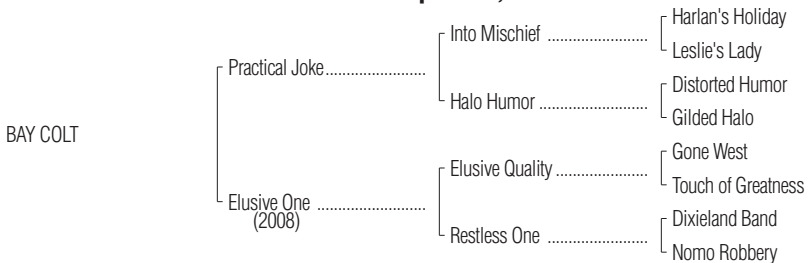 Harlan's Holiday
Into Mischief ........................
Leslie's Lady
Practical Joke........................
Distorted Humor
Halo Humor ..........................
Gilded Halo
BAY COLT
Gone West
Elusive Quality ......................
Touch of Greatness
Elusive One ..........................
(2008)
Dixieland Band
Restless One ........................
Nomo Robbery